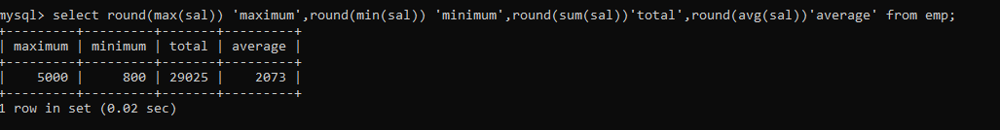 mysql> select round(max(sal)) 'maximum',round(min(sal)) 'minimum',round(sum(sal))'total',round(avg(sal))'average' from emp;
+---------+---------+-------+---------+
| maximum | minimum | total | average |
+---------+---------+-------+---------+
|    5000 |     800 | 29025 |    2073 |
+---------+---------+-------+---------+
1 row in set (0.02 sec)